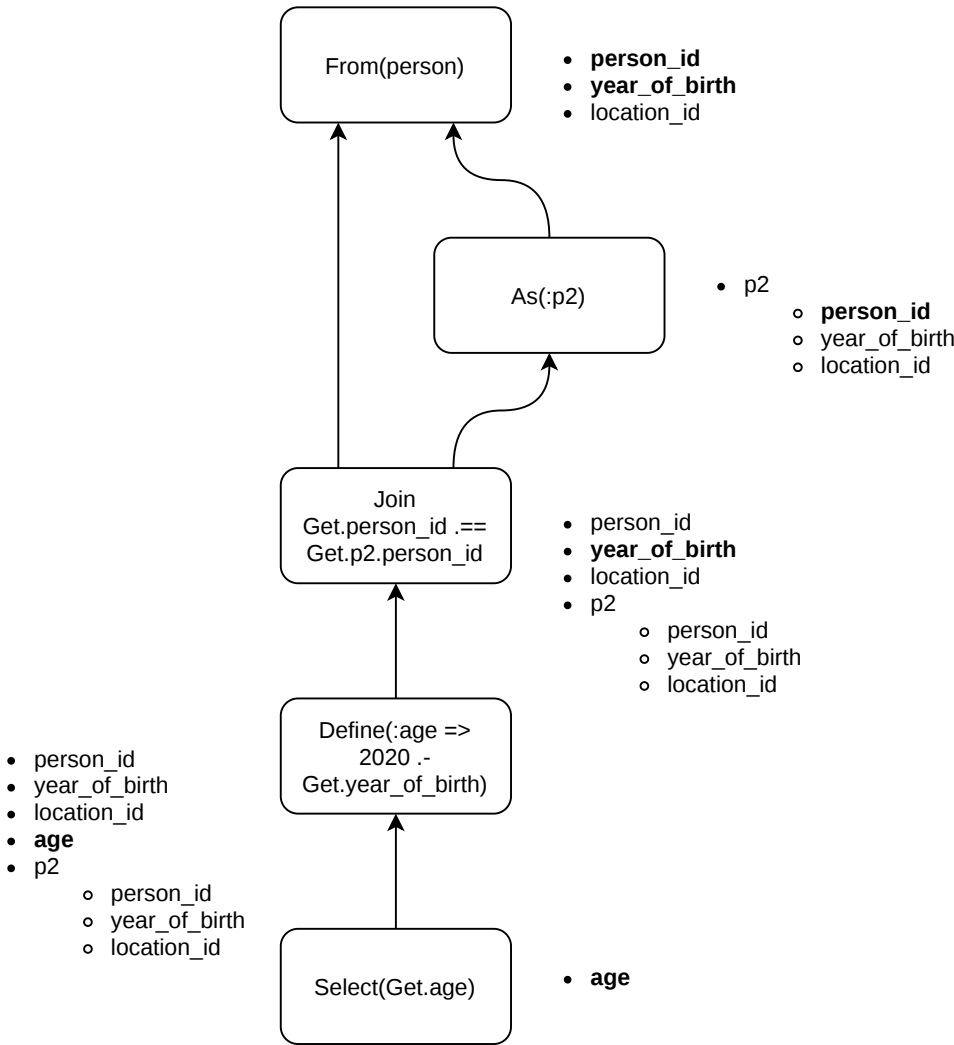 From(person)
person_id
year_of_birth
location_id
As(:p2)
p2
person_id
year_of_birth
location_id
Join
Get.person_id .==
Get.p2.person_id
person_id
year_of_birth
location_id
p2
person_id
year_of_birth
location_id
Define(:age =>
2020 .-
Get.year_of_birth)
person_id
year_of_birth
location_id
age
p2
person_id
year_of_birth
location_id
Select(Get.age)
age